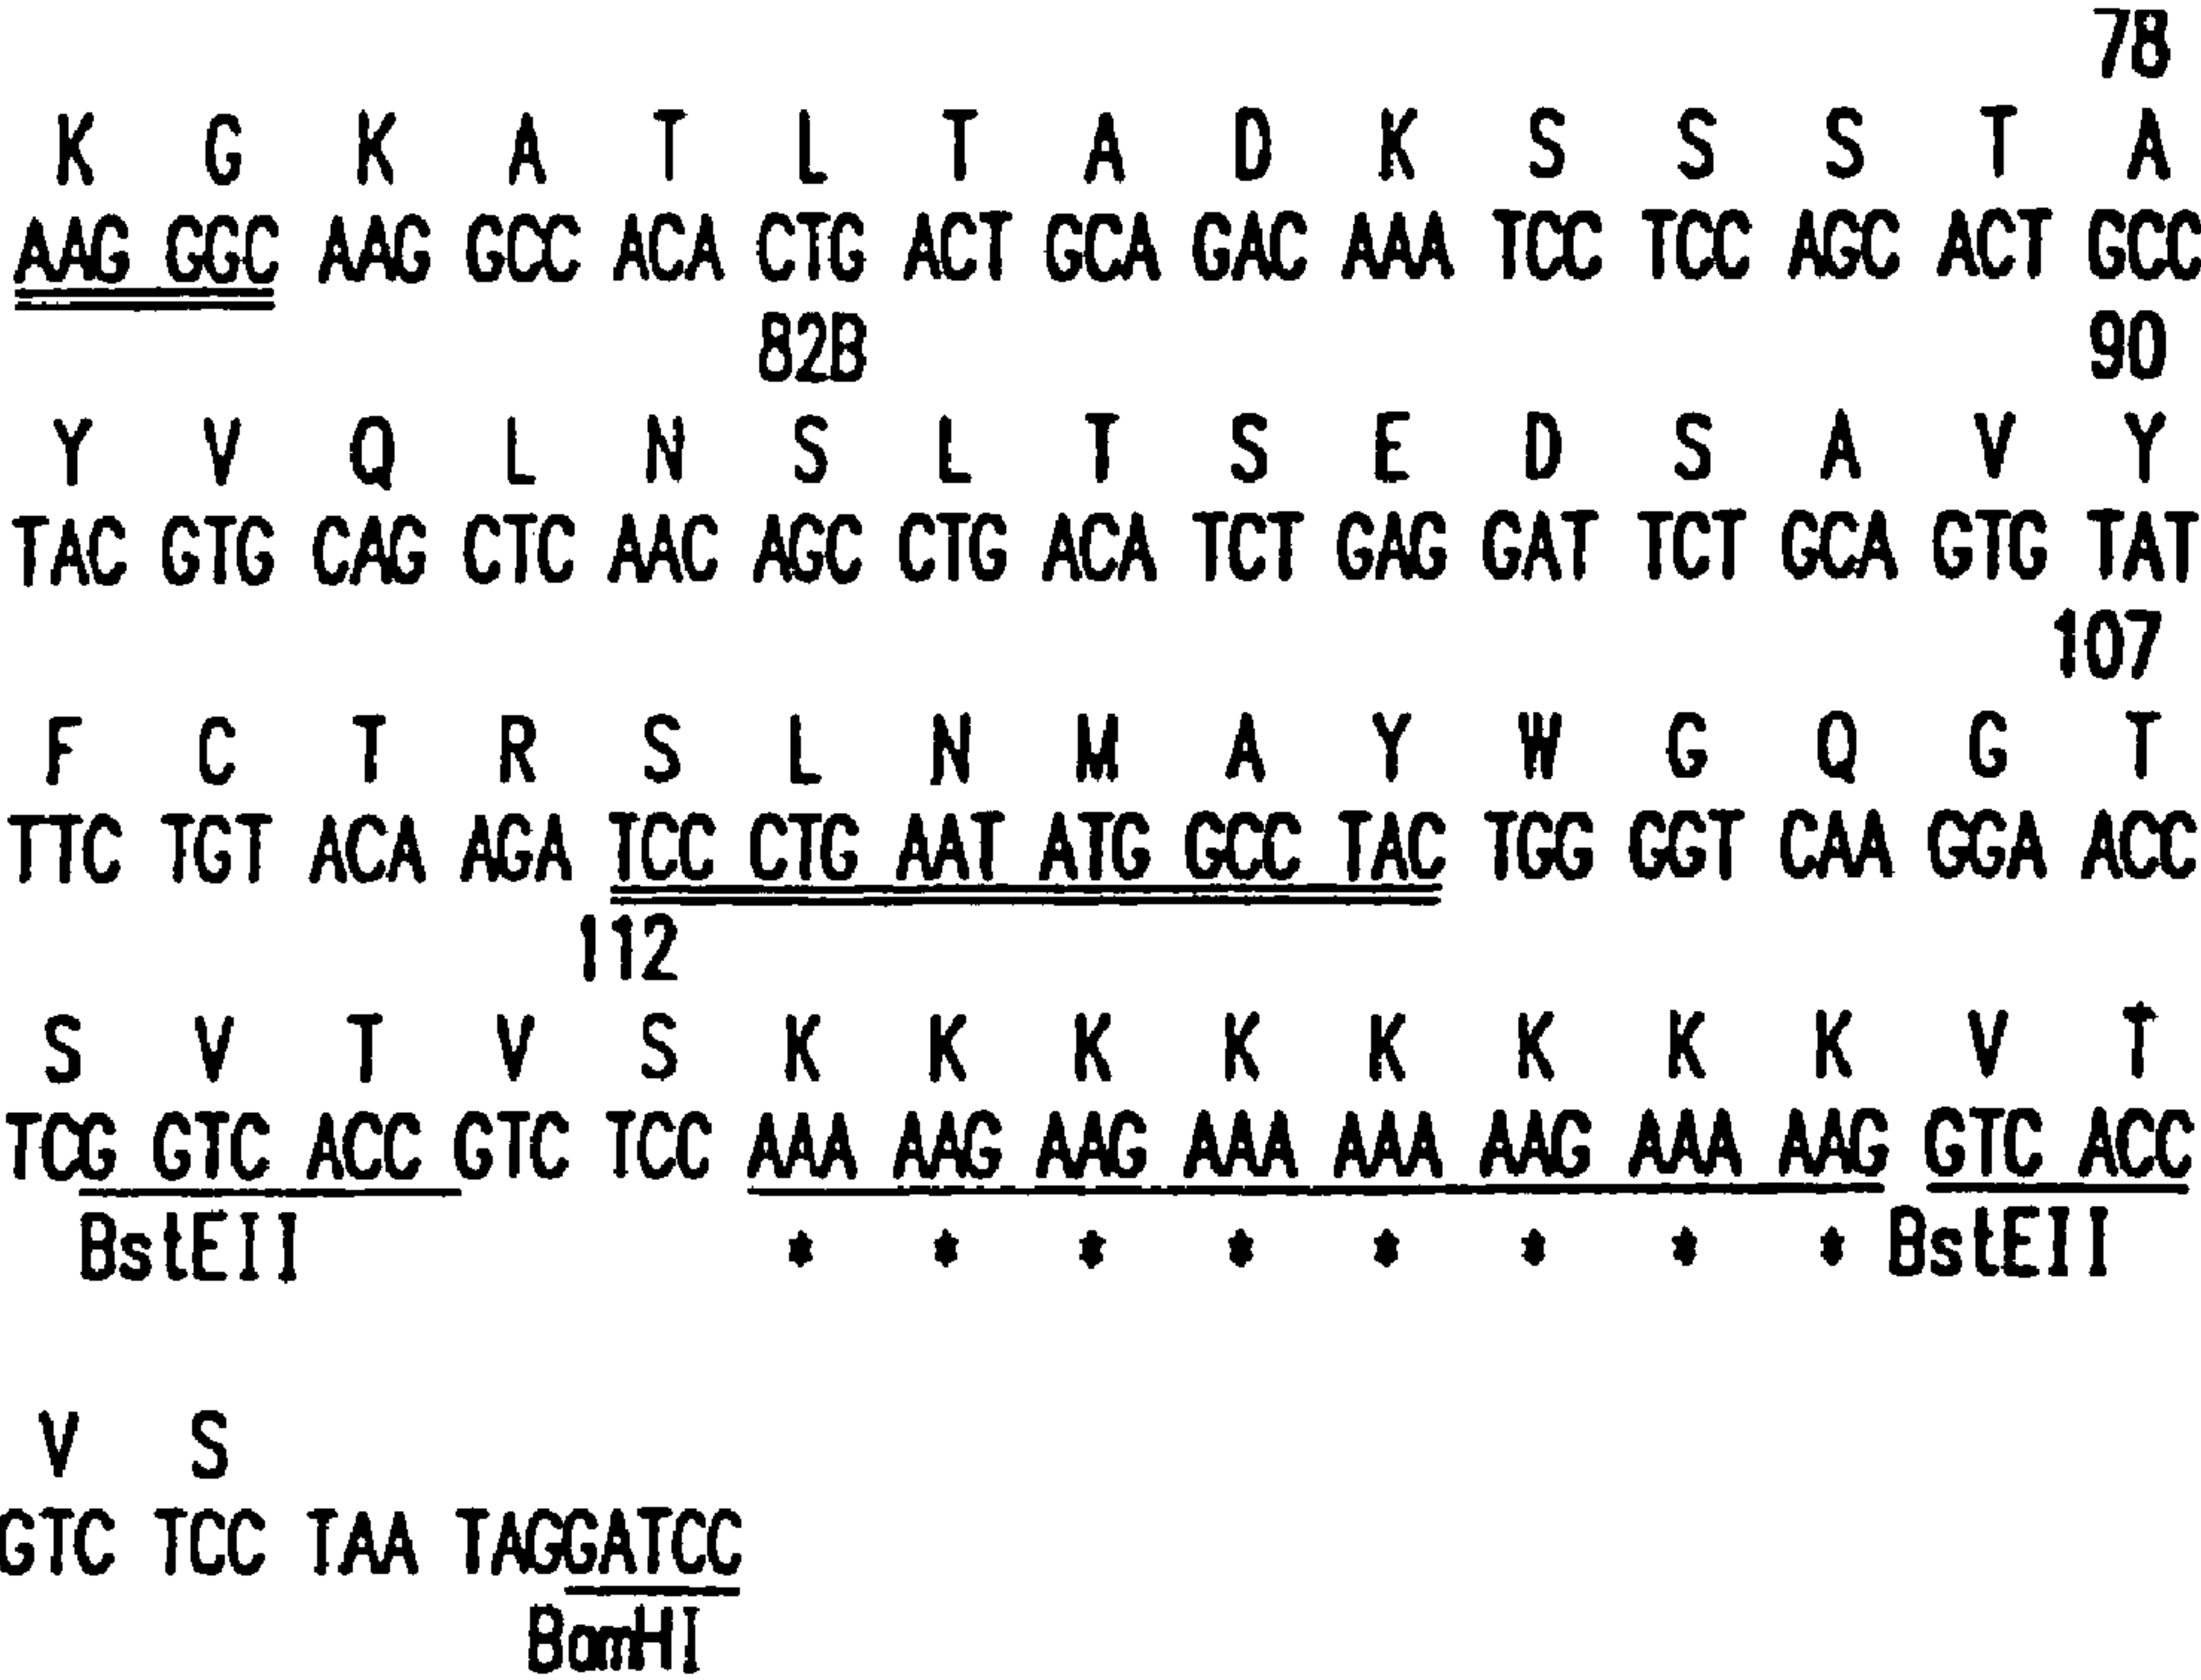 78
K G K A T L T A D K S S S T A
AAG GGC AAG GCC ACA CTG ACT GCA GAC AAA TCC TCC AGC ACT GCC
82B 90
Y V Q L N S L T S E D S A V Y
TAC GTG CAG CTC AAC AGC CTG ACA TCT GAG GAT TCT GCA GTG TAT
107
F C T R S L N M A Y W G Q G T
TTC TGT ACA AGA TCC CTG AAT ATG GCC TAC TGG GGT CAA GGA ACC
112
S V T V S K K K K K K K K V T
TCG GTC ACC GTC TCC AAA AAG AAG AAA AAA AAG AAA AAG GTC ACC
BstEII * * * * * * * * BstEII
V S
GTC TCC TAA TAGGATCC
BamHI